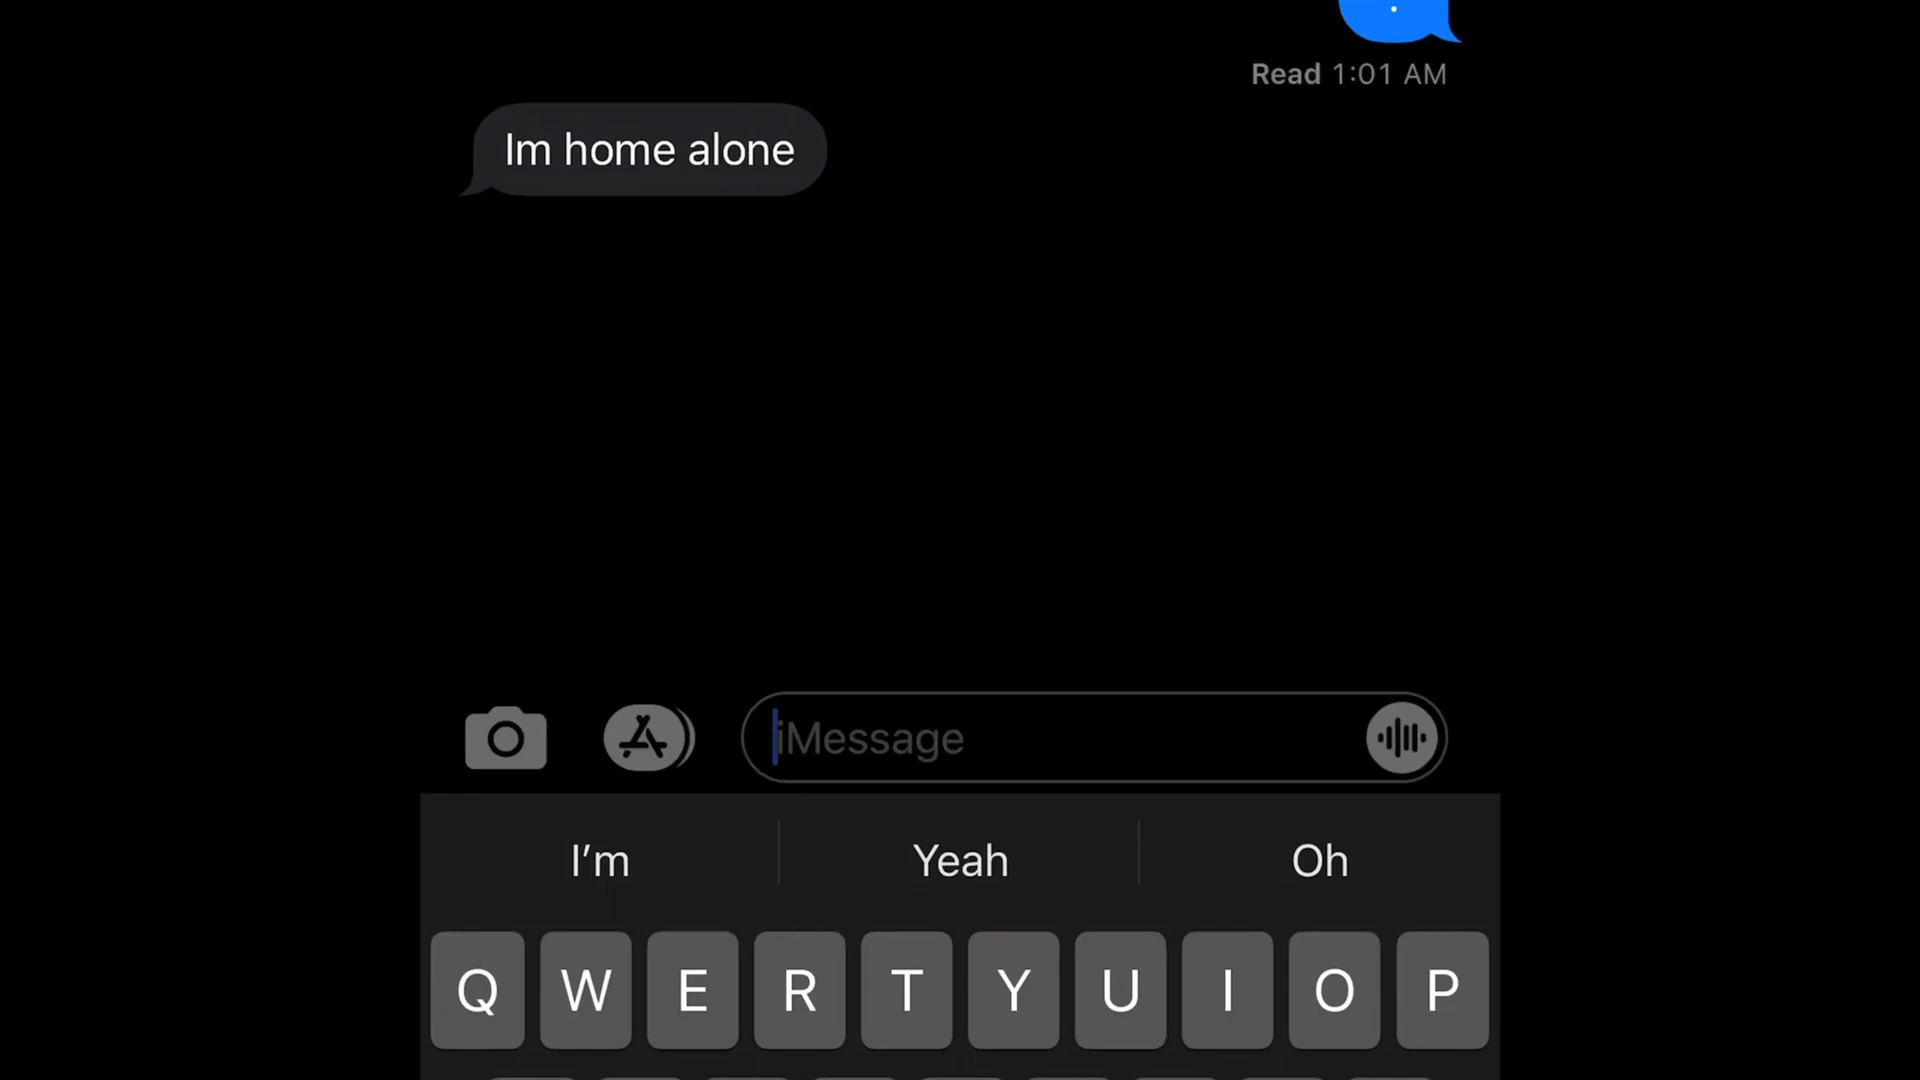 Read 1:01 AM
Im home alone
iMessage
I’m Yeah Oh
Q W E R T Y U I O P